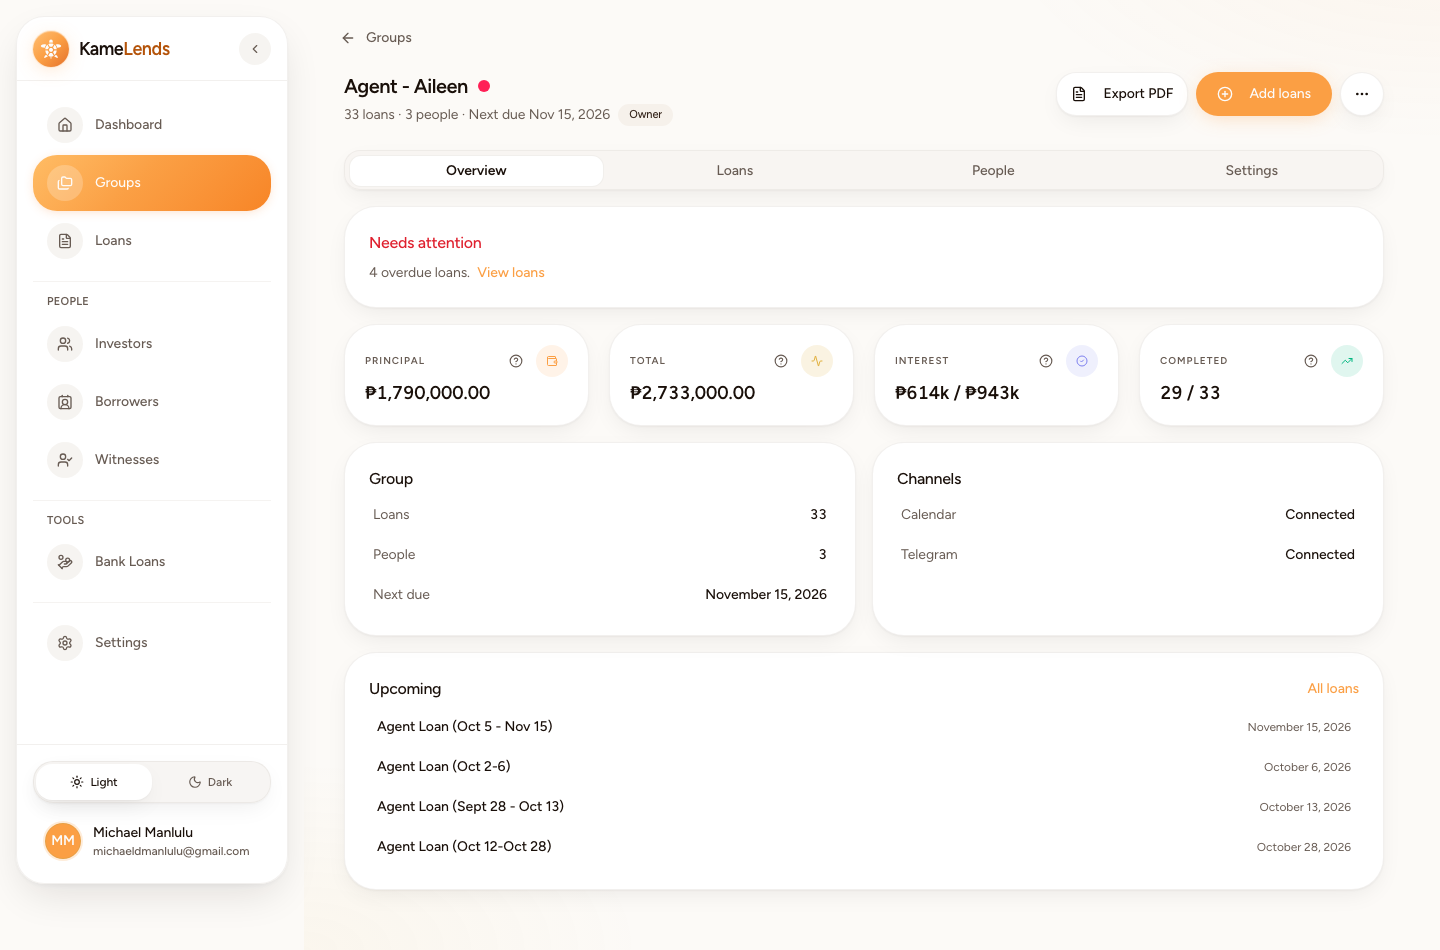 KameLends
Dashboard
Groups
Loans
PEOPLE
Investors
Borrowers
Witnesses
TOOLS
Bank Loans
Settings
Light
Dark
MM
Michael Manlulu
michaeldmanlulu@gmail.com
Groups
Agent - Aileen
33 loans · 3 people · Next due Nov 15, 2026 Owner
Export PDF
Add loans
Overview
Loans
People
Settings
Needs attention
4 overdue loans. View loans
PRINCIPAL
₱1,790,000.00
TOTAL
₱2,733,000.00
INTEREST
₱614k / ₱943k
COMPLETED
29 / 33
Group
Loans 33
People 3
Next due November 15, 2026
Channels
Calendar Connected
Telegram Connected
Upcoming All loans
Agent Loan (Oct 5 - Nov 15) November 15, 2026
Agent Loan (Oct 2-6) October 6, 2026
Agent Loan (Sept 28 - Oct 13) October 13, 2026
Agent Loan (Oct 12-Oct 28) October 28, 2026